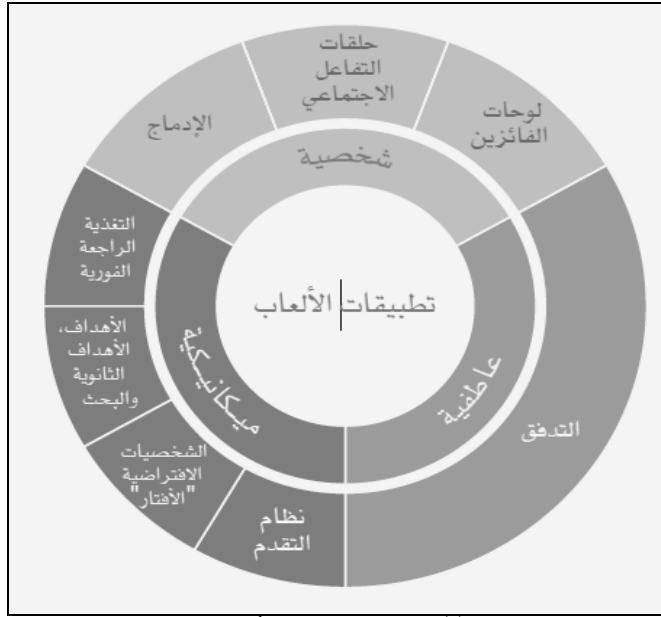 حلقات
التفاعل
الاجتماعي
لوحات
الفائزين
الإدماج
شخصية
التغذية
الراجعة
الفورية
تطبيقات الألعاب
الأهداف،
الأهداف
الثانوية
والبحث
ميكانيكية
عاطفية
التدفق
الشخصيات
الافتراضية
"الأفتار"
نظام
التقدم